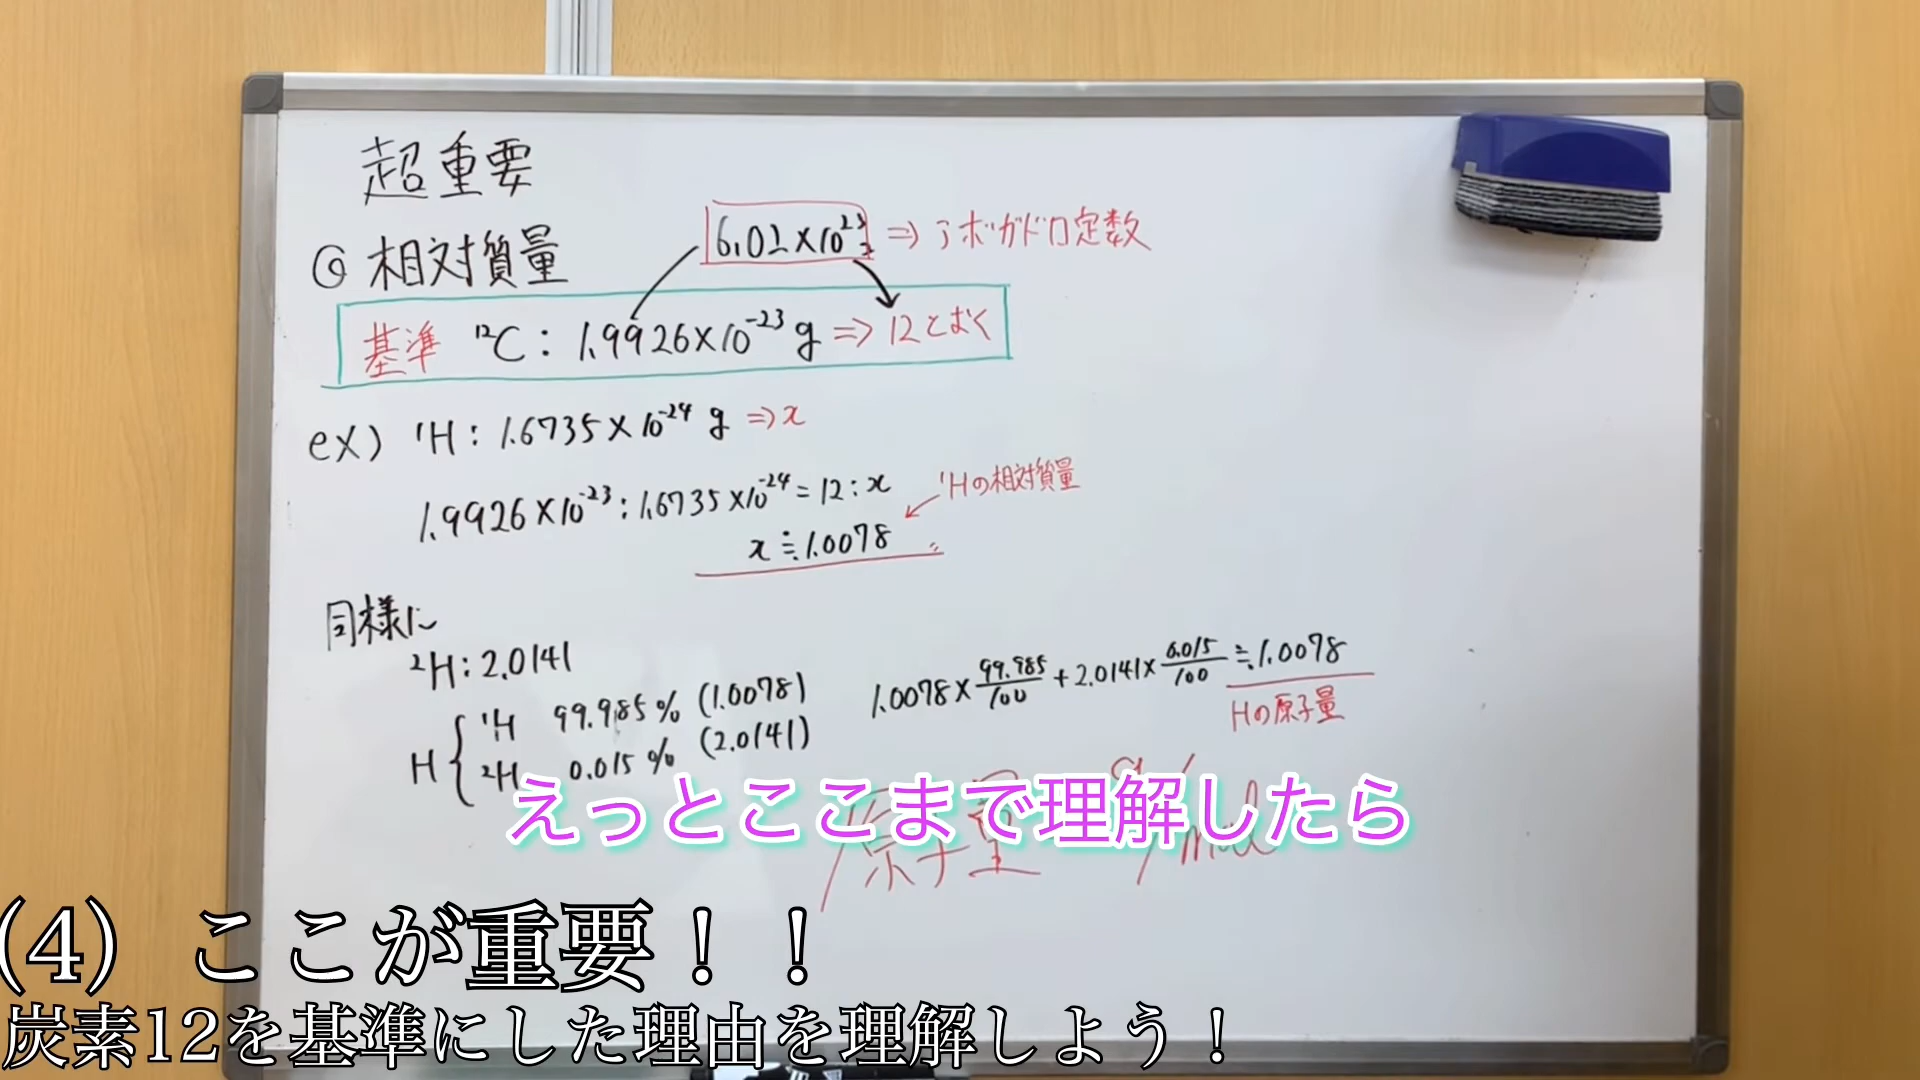 超重要
◎ 相対質量
6.02×10²³ ⇒ アボガドロ定数
基準 ¹²C : 1.9926×10⁻²³ g ⇒ 12とおく
ex) ¹H : 1.6735×10⁻²⁴ g ⇒ x
1.9926×10⁻²³ : 1.6735×10⁻²⁴ = 12 : x
x ≒ 1.0078
¹Hの相対質量
同様に
²H : 2.0141
H { ¹H 99.985 % (1.0078)
²H 0.015 % (2.0141)
1.0078 × 99.985/100 + 2.0141 × 0.015/100 ≒ 1.0078
Hの原子量
原子量 g/mol
えっとここまで理解したら
(4) ここが重要！！
炭素12を基準にした理由を理解しよう！